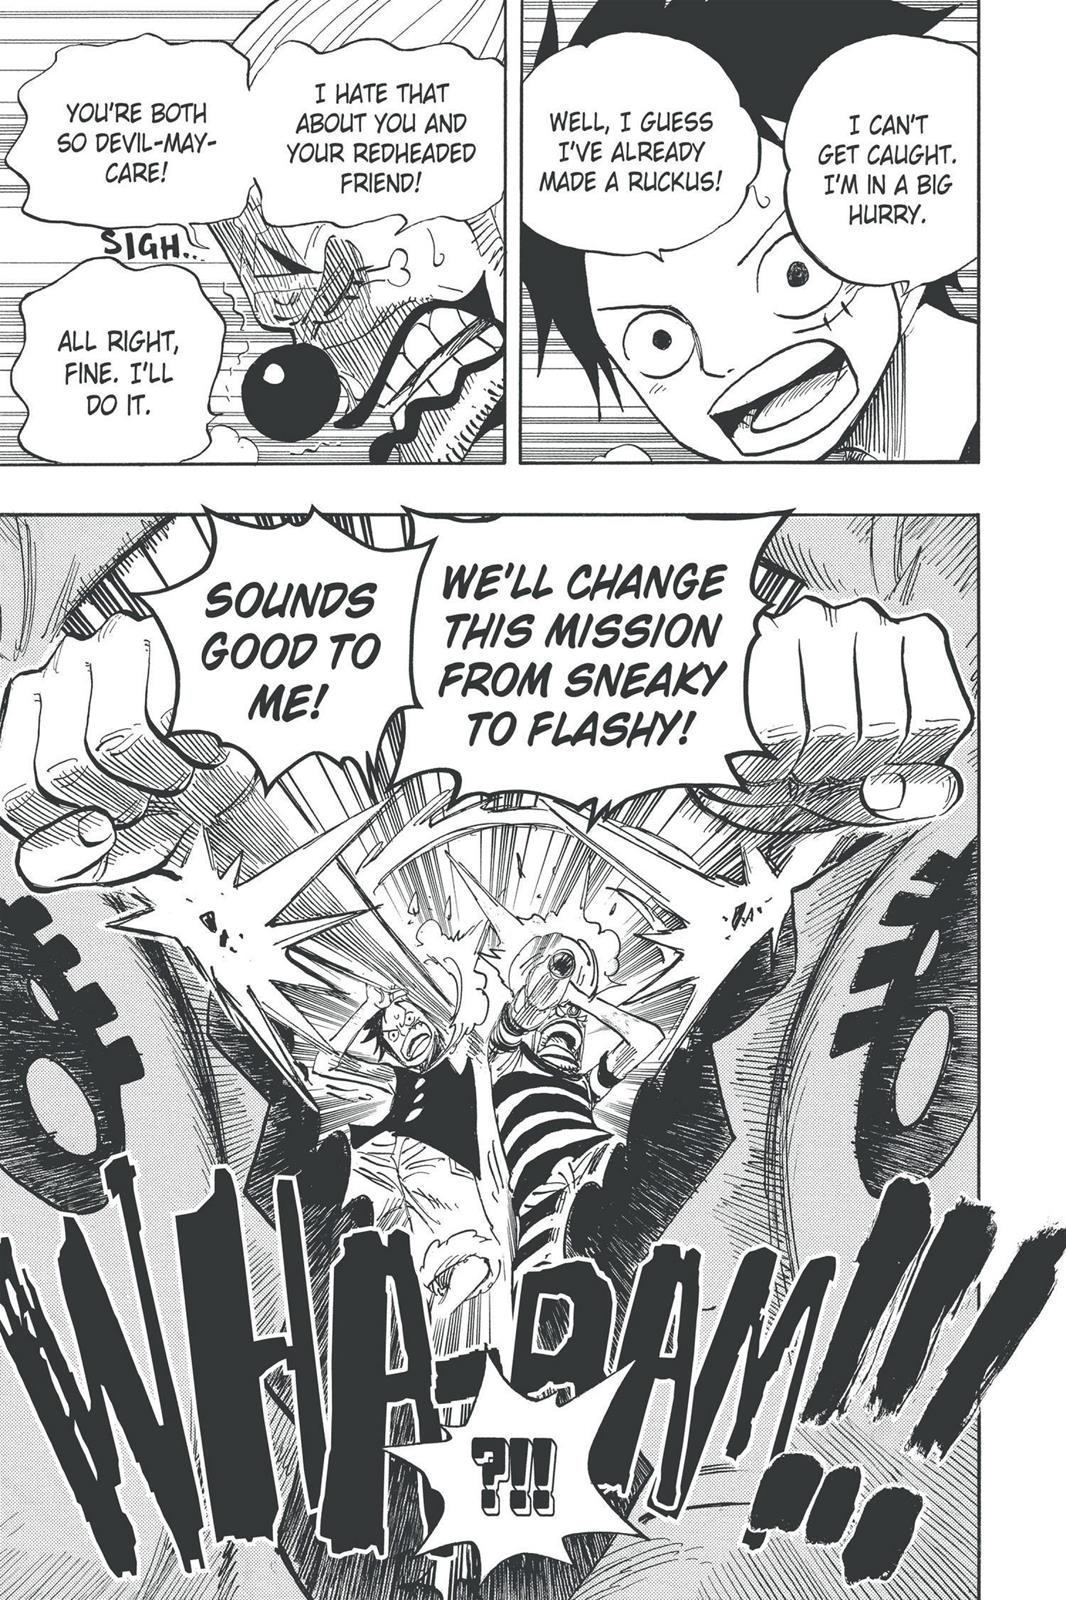 I CAN'T
GET CAUGHT.
I'M IN A BIG
HURRY.
WELL, I GUESS
I'VE ALREADY
MADE A RUCKUS!
I HATE THAT
ABOUT YOU AND
YOUR REDHEADED
FRIEND!
YOU'RE BOTH
SO DEVIL-MAY-
CARE!
SIGH..
ALL RIGHT,
FINE. I'LL
DO IT.
WE'LL CHANGE
THIS MISSION
FROM SNEAKY
TO FLASHY!
SOUNDS
GOOD TO
ME!
WHA-DAM!!!
?!!